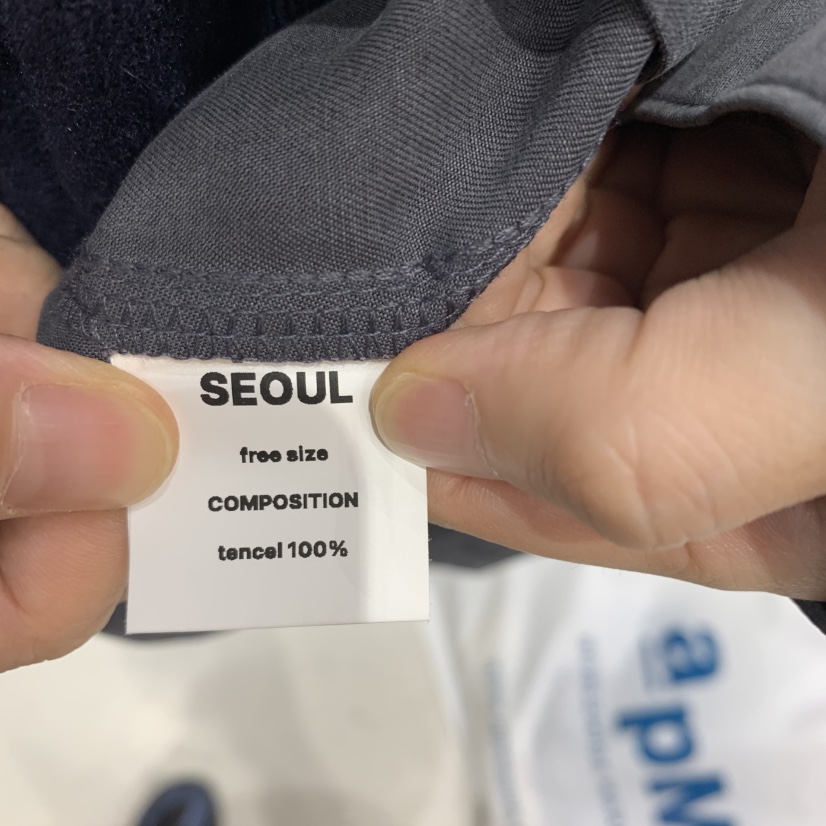 SEOUL
free size
COMPOSITION
tencel 100%
apM